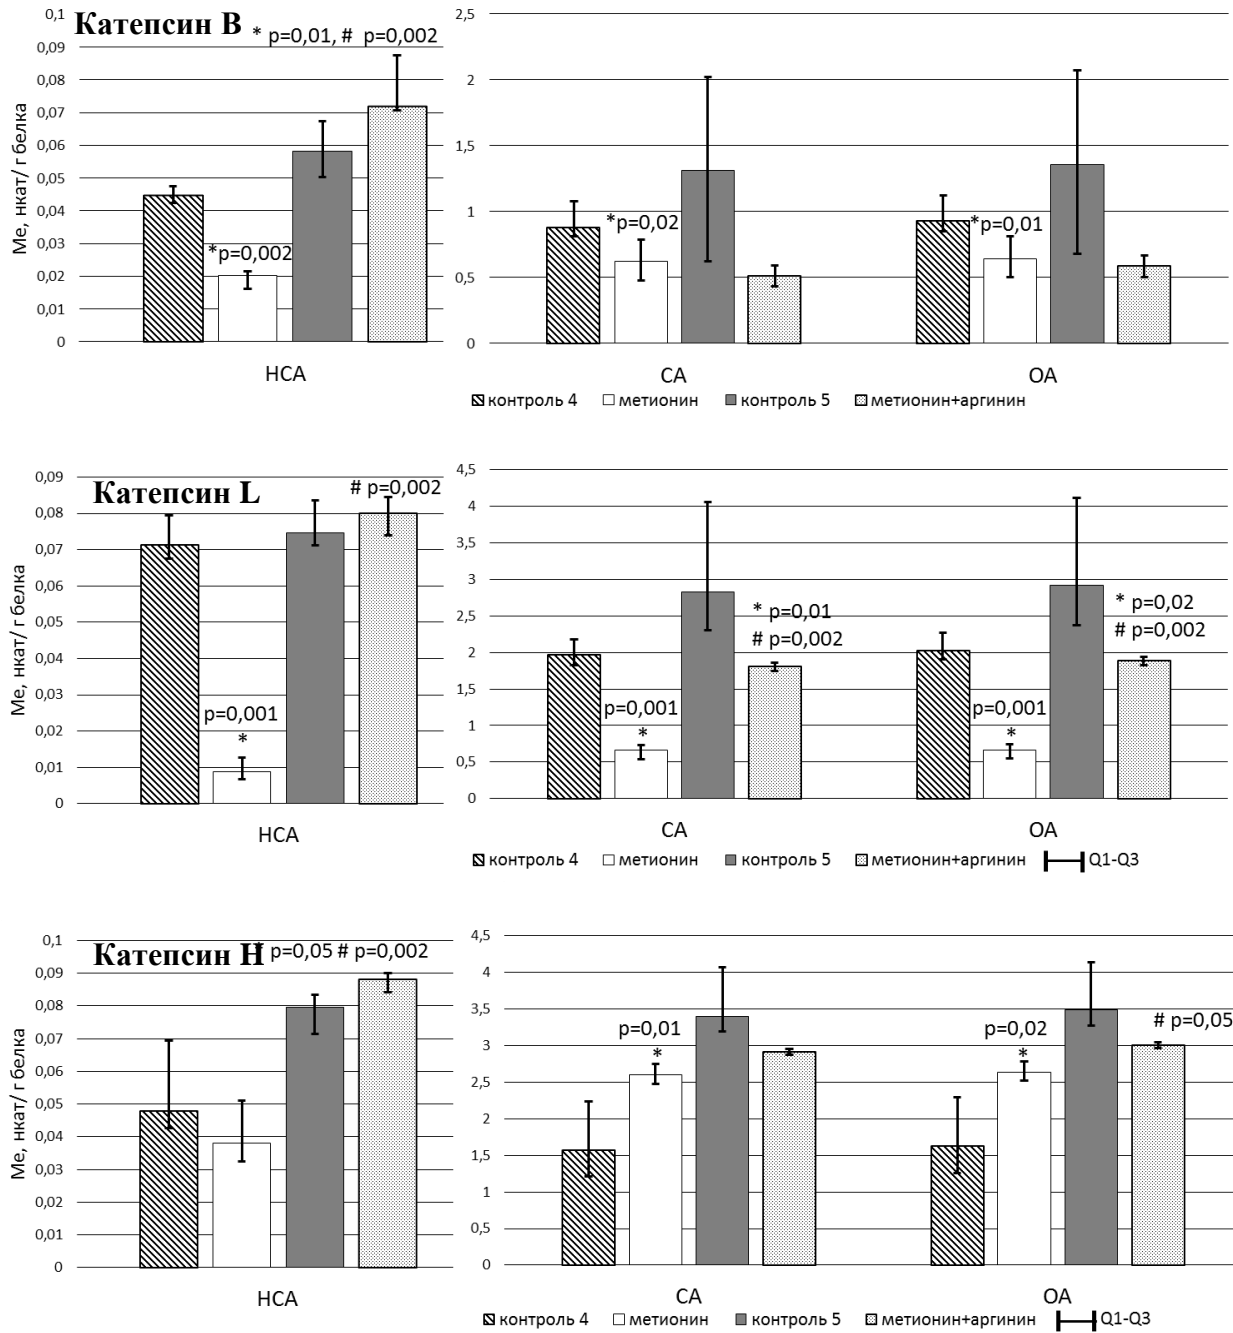 Катепсин В
* p=0,01, # p=0,002
Ме, нкат/ г белка
0,1
0,09
0,08
0,07
0,06
0,05
0,04
0,03
0,02
0,01
0
*p=0,002
НСА
2,5
2
1,5
1
0,5
0
*p=0,02
*p=0,01
СА
ОА
контроль 4 метионин контроль 5 метионин+аргинин
Катепсин L
# p=0,002
Ме, нкат/ г белка
0,09
0,08
0,07
0,06
0,05
0,04
0,03
0,02
0,01
0
p=0,001
*
НСА
4,5
4
3,5
3
2,5
2
1,5
1
0,5
0
* p=0,01
# p=0,002
* p=0,02
# p=0,002
p=0,001
*
p=0,001
*
СА
ОА
контроль 4 метионин контроль 5 метионин+аргинин Q1-Q3
Катепсин Н
* p=0,05 # p=0,002
Ме, нкат/ г белка
0,1
0,09
0,08
0,07
0,06
0,05
0,04
0,03
0,02
0,01
0
НСА
4,5
4
3,5
3
2,5
2
1,5
1
0,5
0
p=0,01
*
p=0,02
*
# p=0,05
СА
ОА
контроль 4 метионин контроль 5 метионин+аргинин Q1-Q3